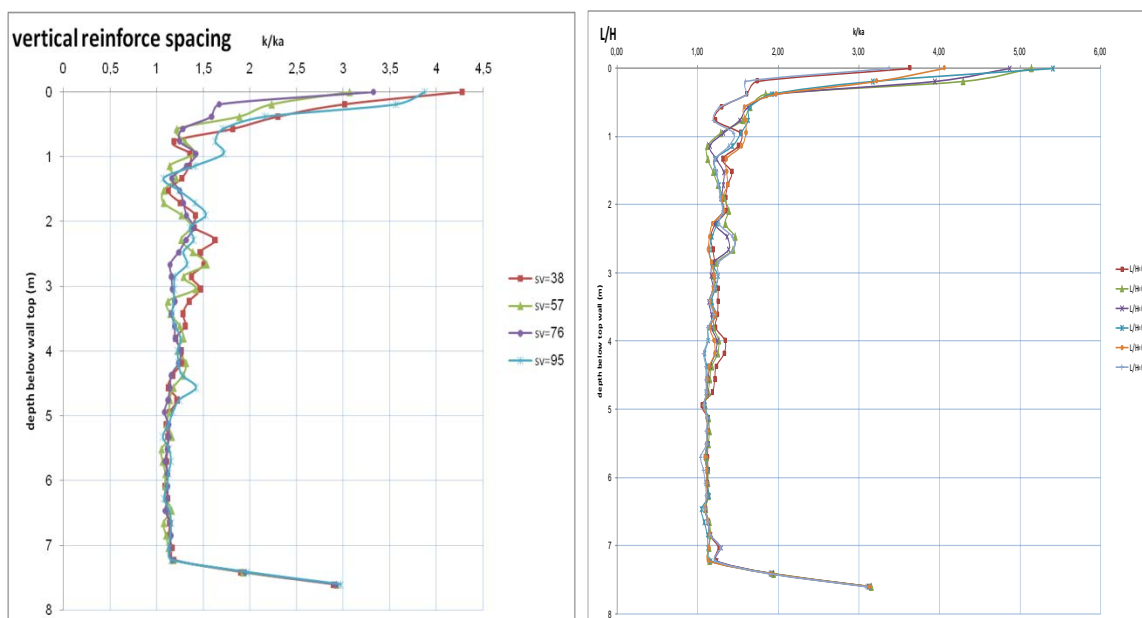 vertical reinforce spacing k/ka
0 0,5 1 1,5 2 2,5 3 3,5 4 4,5
0
1
2
3
4
5
6
7
8
depth below wall top (m)
sv=38
sv=57
sv=76
sv=95
L/H k/ka
0,00 1,00 2,00 3,00 4,00 5,00 6,00
0
1
2
3
4
5
6
7
8
depth below top wall (m)
L/H
L/H
L/H
L/H
L/H
L/H